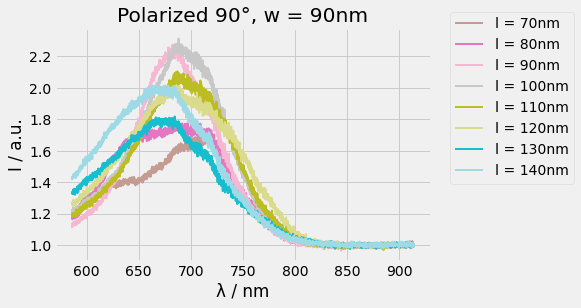 Polarized 90°, w = 90nm
l = 70nm
l = 80nm
l = 90nm
l = 100nm
l = 110nm
l = 120nm
l = 130nm
l = 140nm
I / a.u.
2.2
2.0
1.8
1.6
1.4
1.2
1.0
600 650 700 750 800 850 900
λ / nm